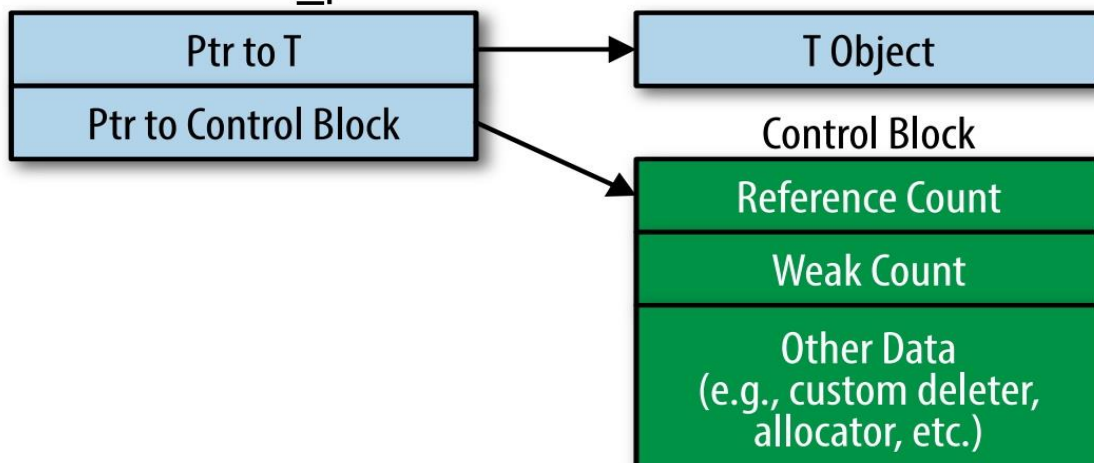 Ptr to T
T Object
Ptr to Control Block
Control Block
Reference Count
Weak Count
Other Data
(e.g., custom deleter,
allocator, etc.)